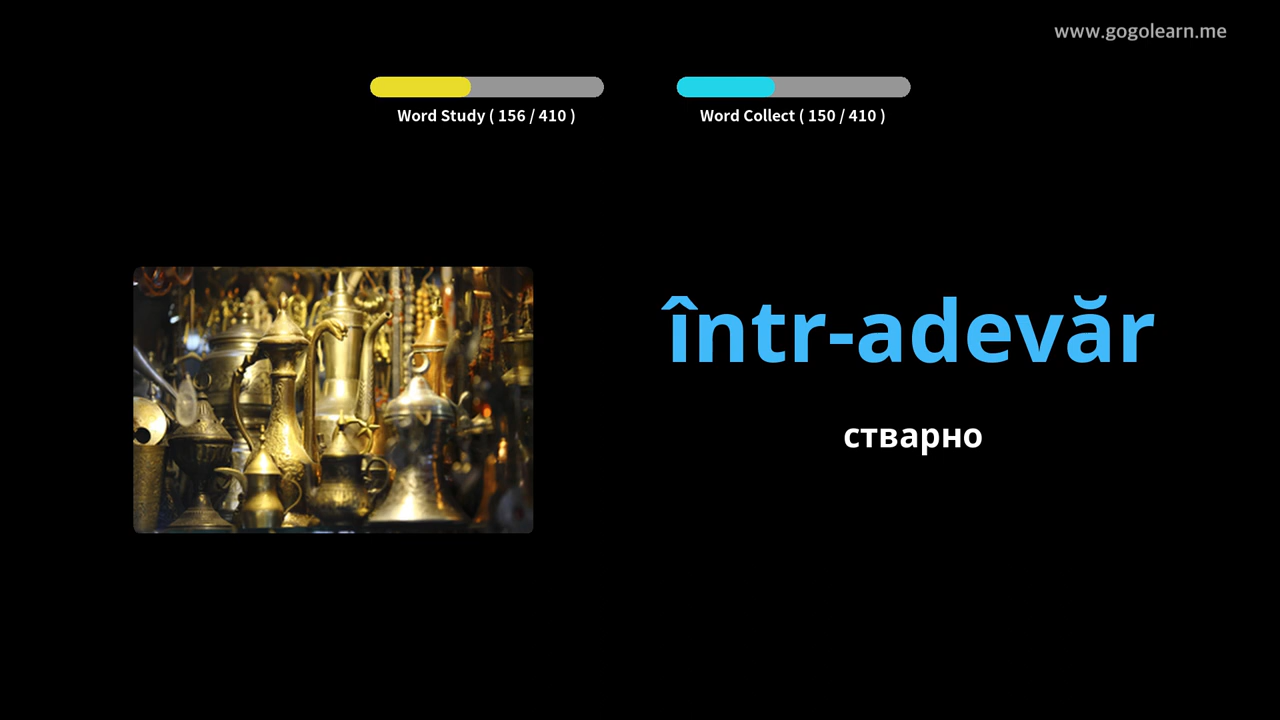 www.gogolearn.me
Word Study ( 156 / 410 )
Word Collect ( 150 / 410 )
într-adevăr
стварно